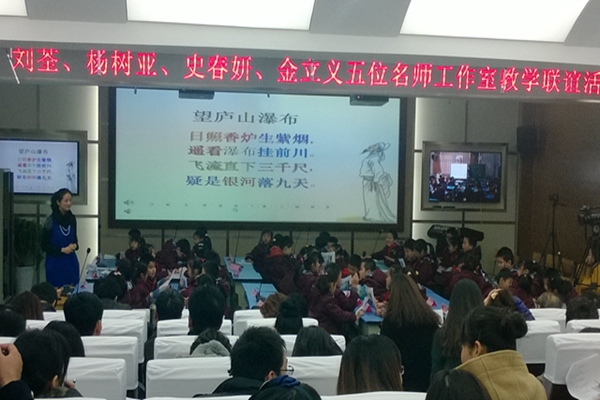 刘荃、杨树亚、史春妍、金立义五位名师工作室教学联谊活
望庐山瀑布
日照香炉生紫烟,
遥看瀑布挂前川。
飞流直下三千尺,
疑是银河落九天。